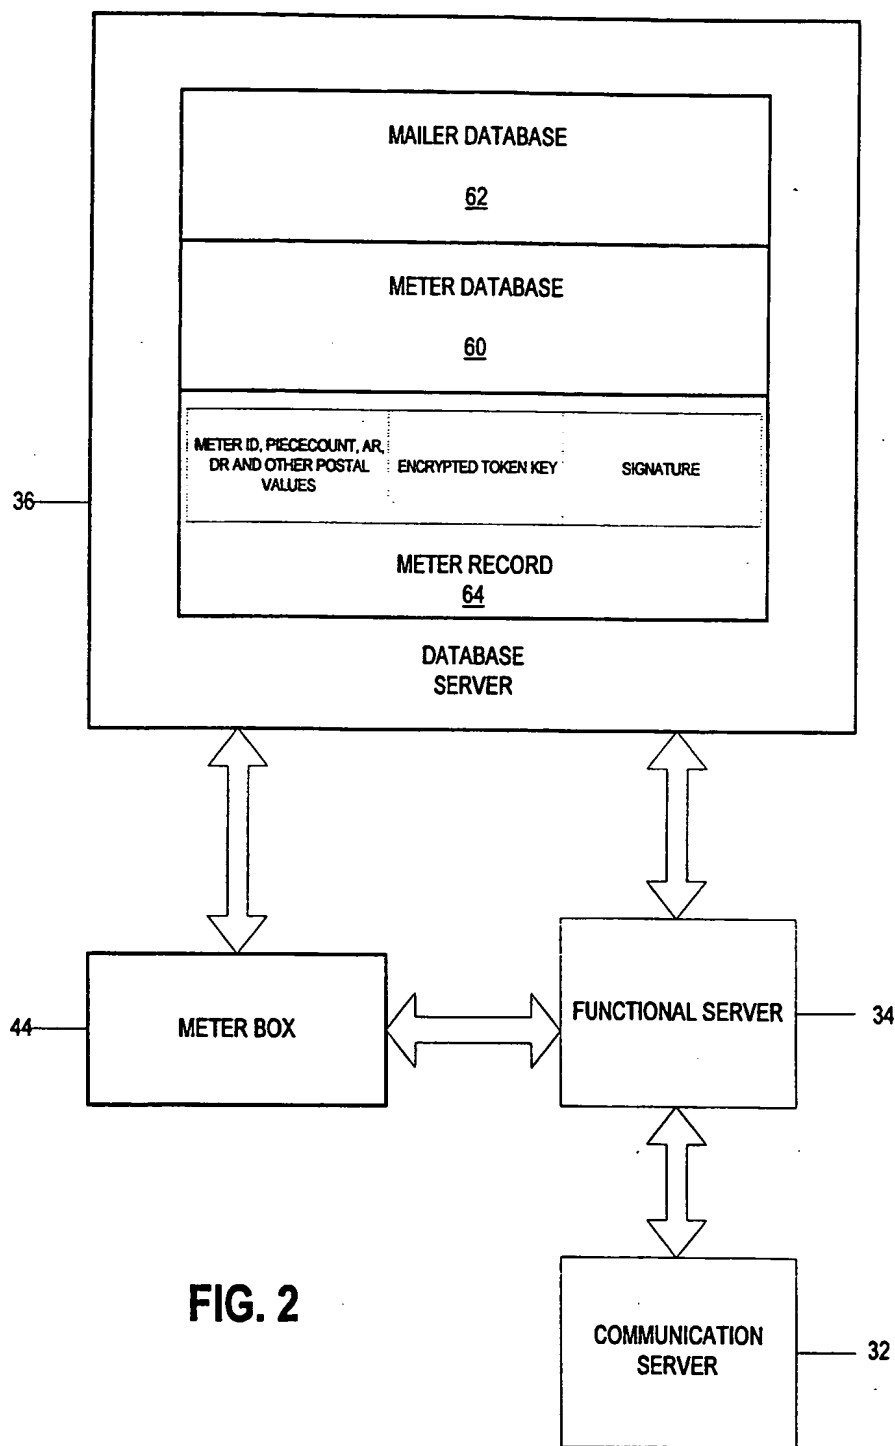 MAILER DATABASE
62
METER DATABASE
60
METER ID, PIECECOUNT, AR,
DR AND OTHER POSTAL
VALUES
ENCRYPTED TOKEN KEY
SIGNATURE
METER RECORD
64
36
DATABASE
SERVER
44
METER BOX
FUNCTIONAL SERVER
34
FIG. 2
COMMUNICATION
SERVER
32